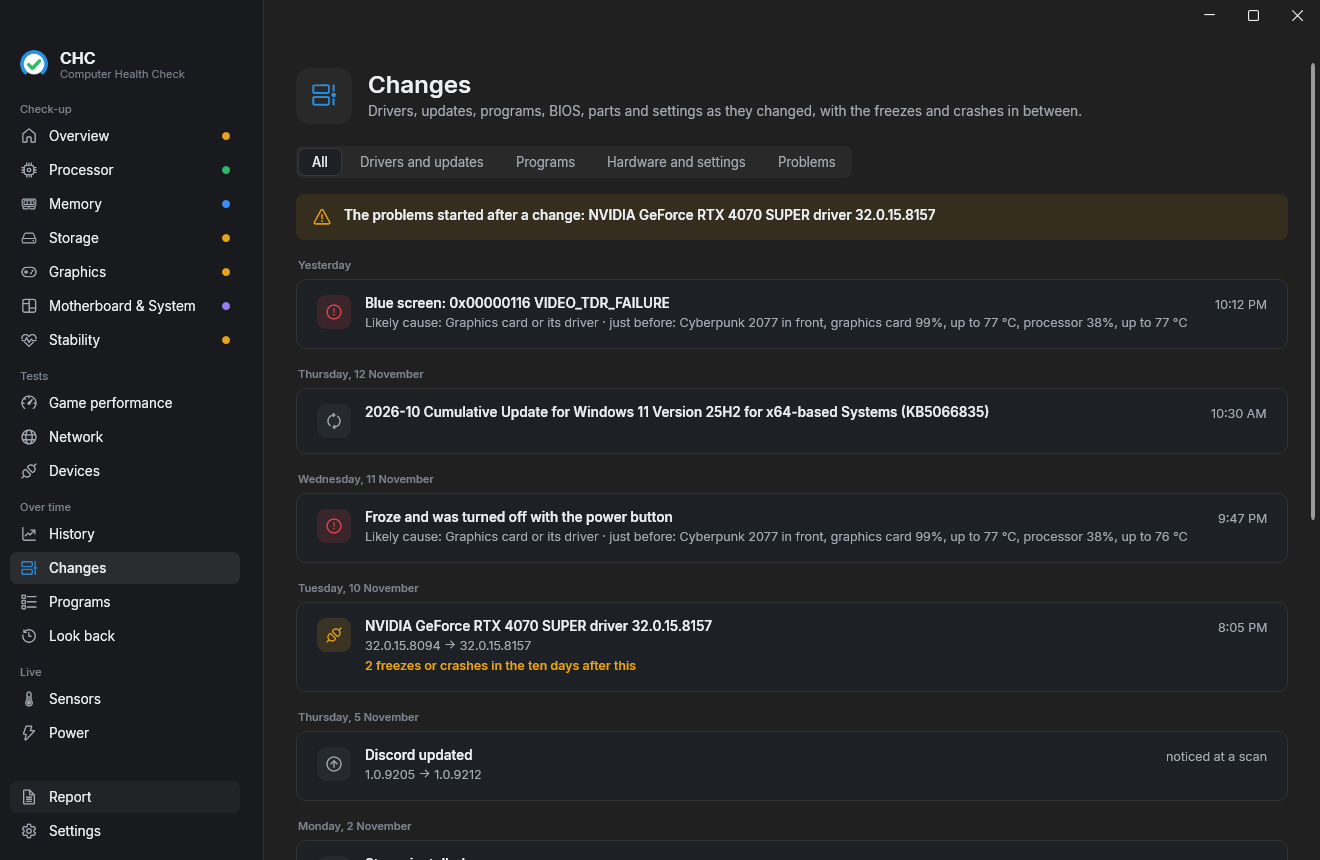 CHC
Computer Health Check
Check-up
Overview
Processor
Memory
Storage
Graphics
Motherboard & System
Stability
Tests
Game performance
Network
Devices
Over time
History
Changes
Programs
Look back
Live
Sensors
Power
Report
Settings
Changes
Drivers, updates, programs, BIOS, parts and settings as they changed, with the freezes and crashes in between.
All
Drivers and updates
Programs
Hardware and settings
Problems
The problems started after a change: NVIDIA GeForce RTX 4070 SUPER driver 32.0.15.8157
Yesterday
Blue screen: 0x00000116 VIDEO_TDR_FAILURE
10:12 PM
Likely cause: Graphics card or its driver · just before: Cyberpunk 2077 in front, graphics card 99%, up to 77 °C, processor 38%, up to 77 °C
Thursday, 12 November
2026-10 Cumulative Update for Windows 11 Version 25H2 for x64-based Systems (KB5066835)
10:30 AM
Wednesday, 11 November
Froze and was turned off with the power button
9:47 PM
Likely cause: Graphics card or its driver · just before: Cyberpunk 2077 in front, graphics card 99%, up to 77 °C, processor 38%, up to 76 °C
Tuesday, 10 November
NVIDIA GeForce RTX 4070 SUPER driver 32.0.15.8157
8:05 PM
32.0.15.8094 → 32.0.15.8157
2 freezes or crashes in the ten days after this
Thursday, 5 November
Discord updated
noticed at a scan
1.0.9205 → 1.0.9212
Monday, 2 November